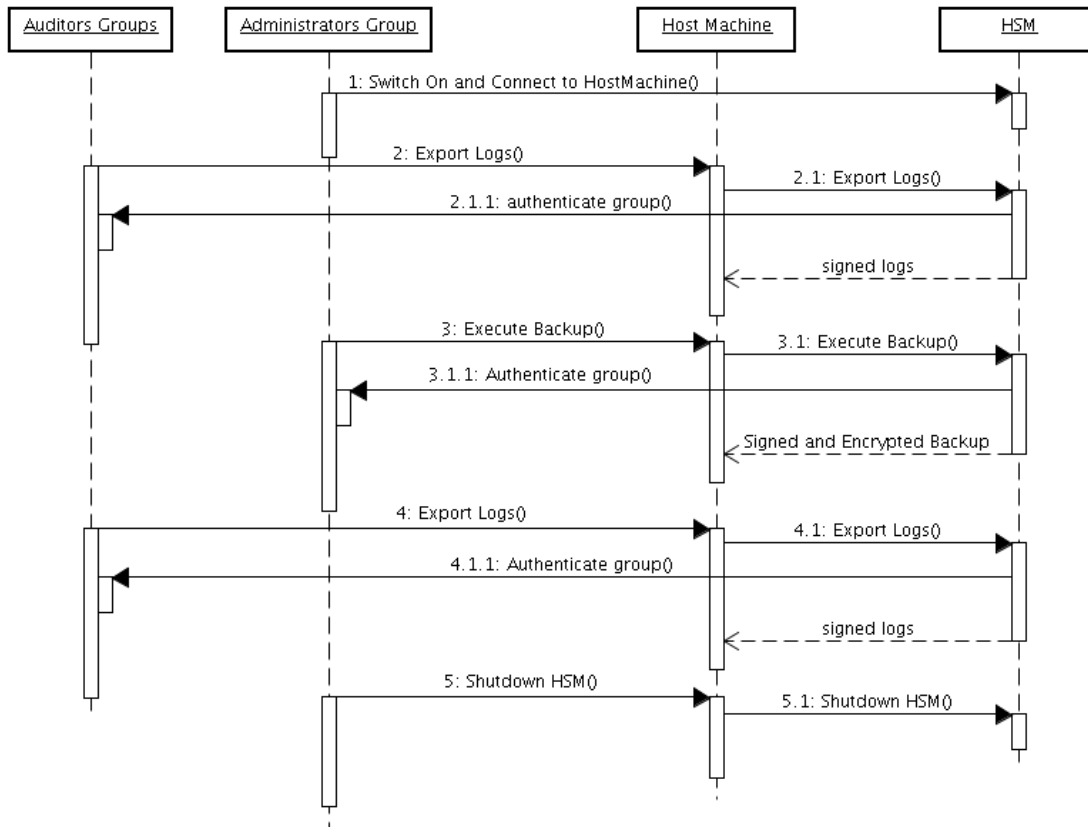 Auditors Groups
Administrators Group
Host Machine
HSM
1: Switch On and Connect to HostMachine()
2: Export Logs()
2.1: Export Logs()
2.1.1: authenticate group()
signed logs
3: Execute Backup()
3.1: Execute Backup()
3.1.1: Authenticate group()
Signed and Encrypted Backup
4: Export Logs()
4.1: Export Logs()
4.1.1: Authenticate group()
signed logs
5: Shutdown HSM()
5.1: Shutdown HSM()